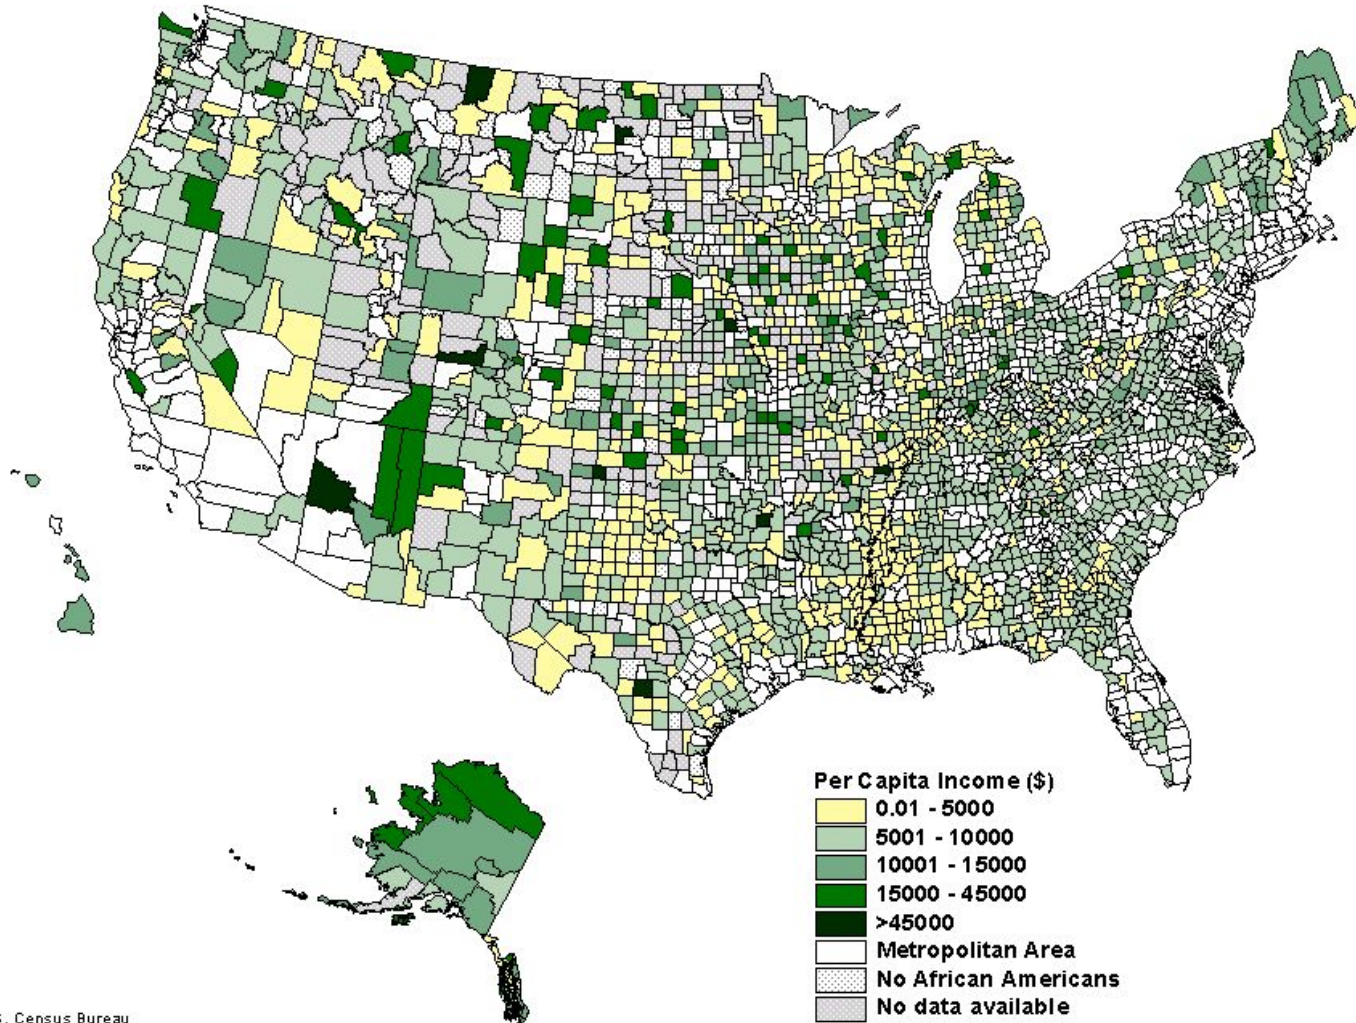 Per Capita Income ($)
0.01 - 5000
5001 - 10000
10001 - 15000
15000 - 45000
>45000
Metropolitan Area
No African Americans
No data available
. Census Bureau